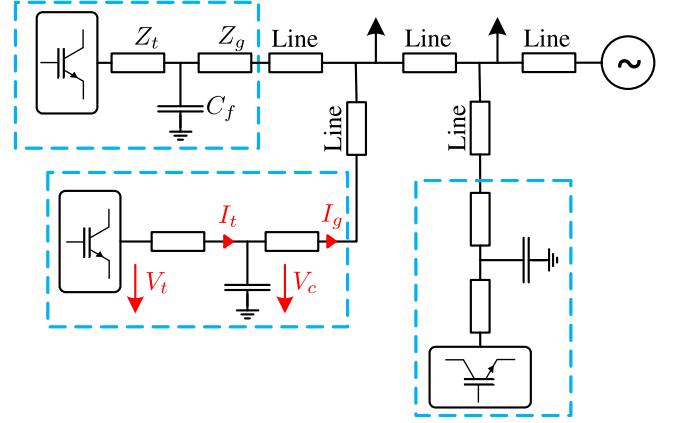 Z_t
Z_g
Line
Line
Line
C_f
Line
Line
I_t
I_g
V_t
V_c
~